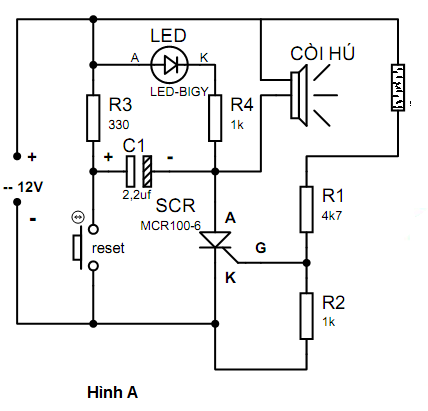 LED
A
K
LED-BIGY
CÒI HÚ
R3
330
R4
1k
C1
+
-
2,2uf
+
-- 12V
-
SCR
MCR100-6
A
G
K
R1
4k7
reset
R2
1k
Hình A